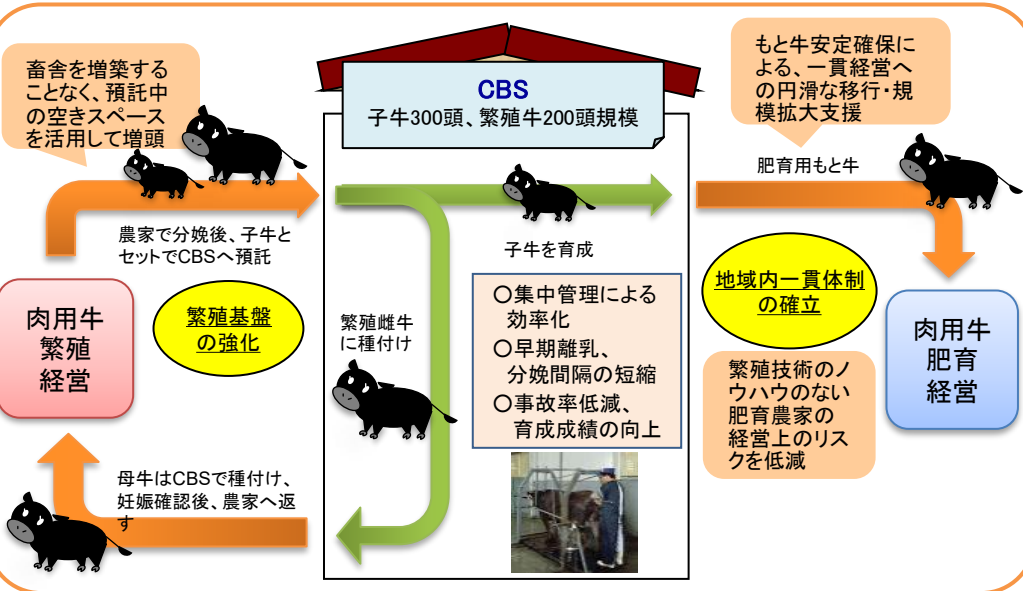 CBS
子牛300頭、繁殖牛200頭規模
畜舎を増築する
ことなく、預託中
の空きスペース
を活用して増頭
農家で分娩後、子牛と
セットでCBSへ預託
肉用牛
繁殖
経営
繁殖基盤
の強化
母牛はCBSで種付け、
妊娠確認後、農家へ返
す
繁殖雌牛
に種付け
子牛を育成
〇集中管理による
効率化
〇早期離乳、
分娩間隔の短縮
〇事故率低減、
育成成績の向上
もと牛安定確保に
よる、一貫経営へ
の円滑な移行・規
模拡大支援
肥育用もと牛
地域内一貫体制
の確立
繁殖技術のノ
ウハウのない
肥育農家の
経営上のリス
クを低減
肉用牛
肥育
経営